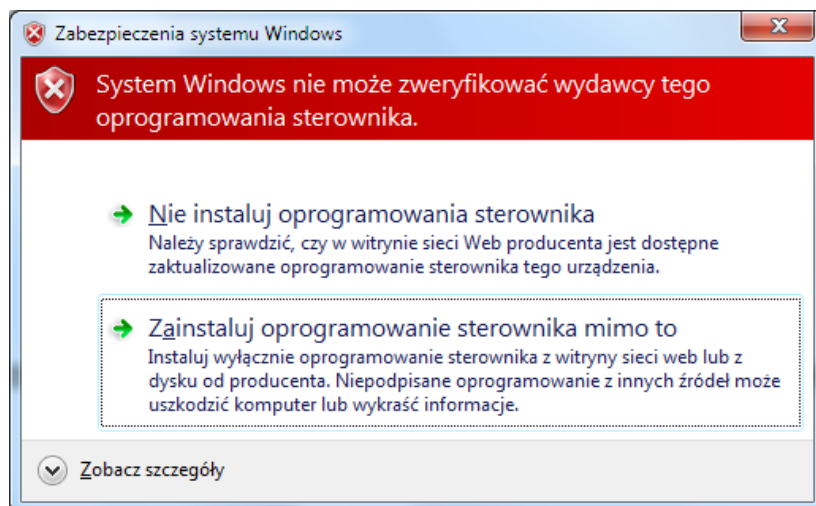 Zabezpieczenia systemu Windows
System Windows nie może zweryfikować wydawcy tego
oprogramowania sterownika.
Nie instaluj oprogramowania sterownika
Należy sprawdzić, czy w witrynie sieci Web producenta jest dostępne
zaktualizowane oprogramowanie sterownika tego urządzenia.
Zainstaluj oprogramowanie sterownika mimo to
Instaluj wyłącznie oprogramowanie sterownika z witryny sieci web lub z
dysku od producenta. Niepodpisane oprogramowanie z innych źródeł może
uszkodzić komputer lub wykraść informacje.
Zobacz szczegóły